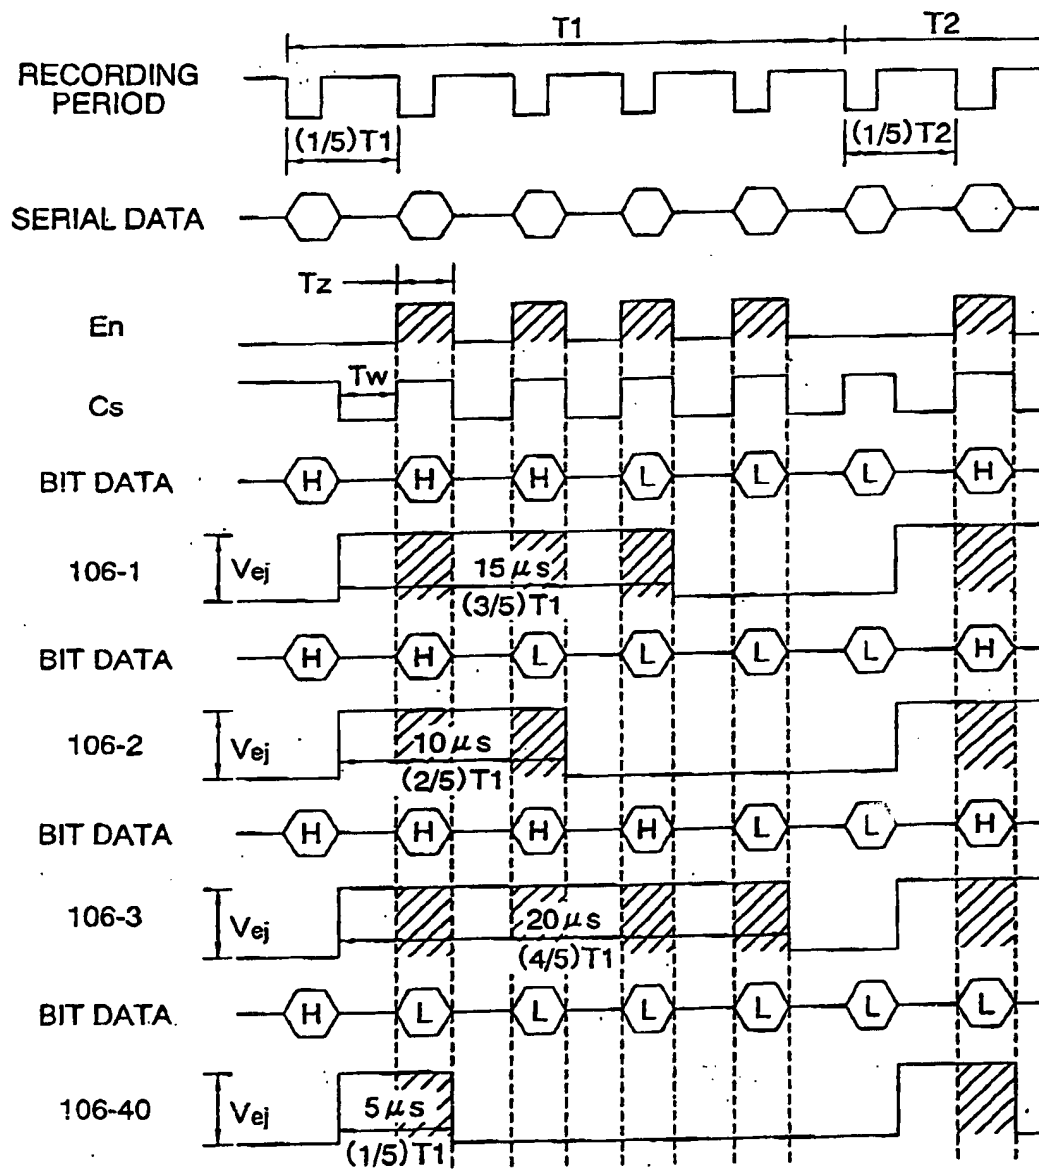 T1 T2
RECORDING
PERIOD
(1/5)T1 (1/5)T2
SERIAL DATA
Tz
En
Tw
Cs
BIT DATA H H H L L L H
106-1 Vej 15 μs
(3/5)T1
BIT DATA H H L L L L H
106-2 Vej 10 μs
(2/5)T1
BIT DATA H H H H L L H
106-3 Vej 20 μs
(4/5)T1
BIT DATA. H L L L L L L
106-40 Vej 5 μs
(1/5)T1